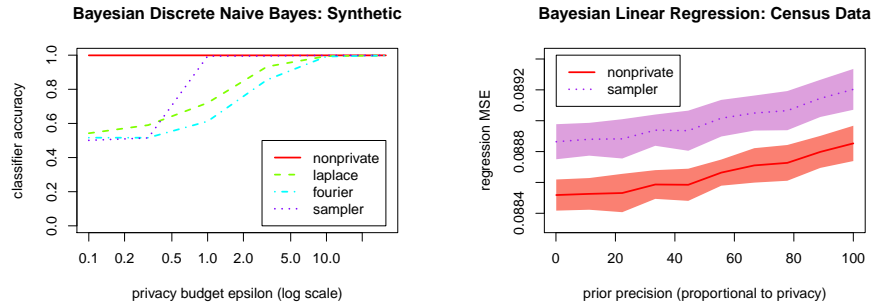 Bayesian Discrete Naive Bayes: Synthetic
classifier accuracy
1.0
0.8
0.6
0.4
0.2
0.0
nonprivate
laplace
fourier
sampler
0.1 0.2 0.5 1.0 2.0 5.0 10.0
privacy budget epsilon (log scale)
Bayesian Linear Regression: Census Data
regression MSE
0.0892
0.0888
0.0884
nonprivate
sampler
0 20 40 60 80 100
prior precision (proportional to privacy)